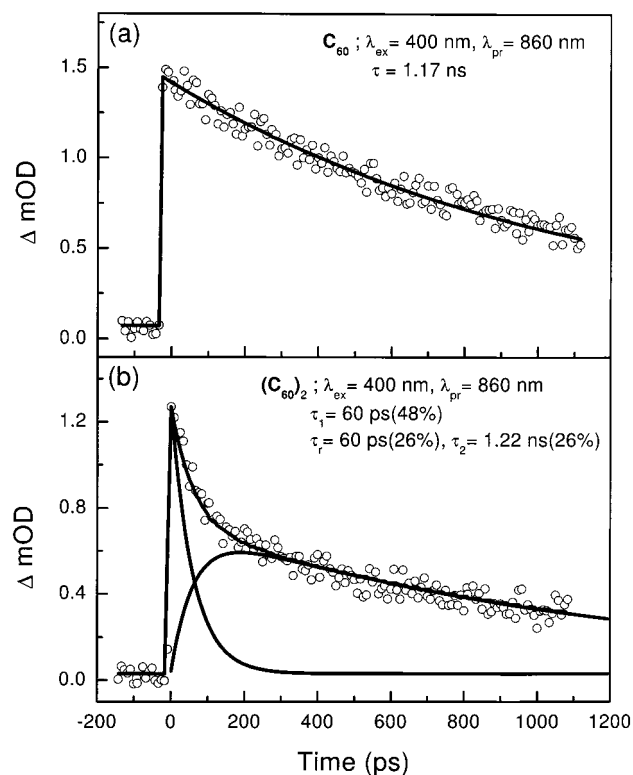 (a)
C60 ; λex= 400 nm, λpr= 860 nm
τ = 1.17 ns
1.5
1.0
0.5
0.0
Δ mOD
(b)
(C60)2 ; λex= 400 nm, λpr= 860 nm
τ1= 60 ps(48%)
τr= 60 ps(26%), τ2= 1.22 ns(26%)
1.2
0.8
0.4
0.0
Δ mOD
-200 0 200 400 600 800 1000 1200
Time (ps)